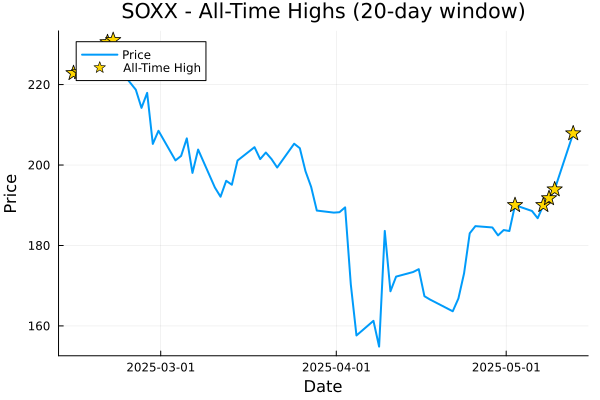 SOXX - All-Time Highs (20-day window)
Price
All-Time High
220
200
180
160
Price
2025-03-01
2025-04-01
2025-05-01
Date